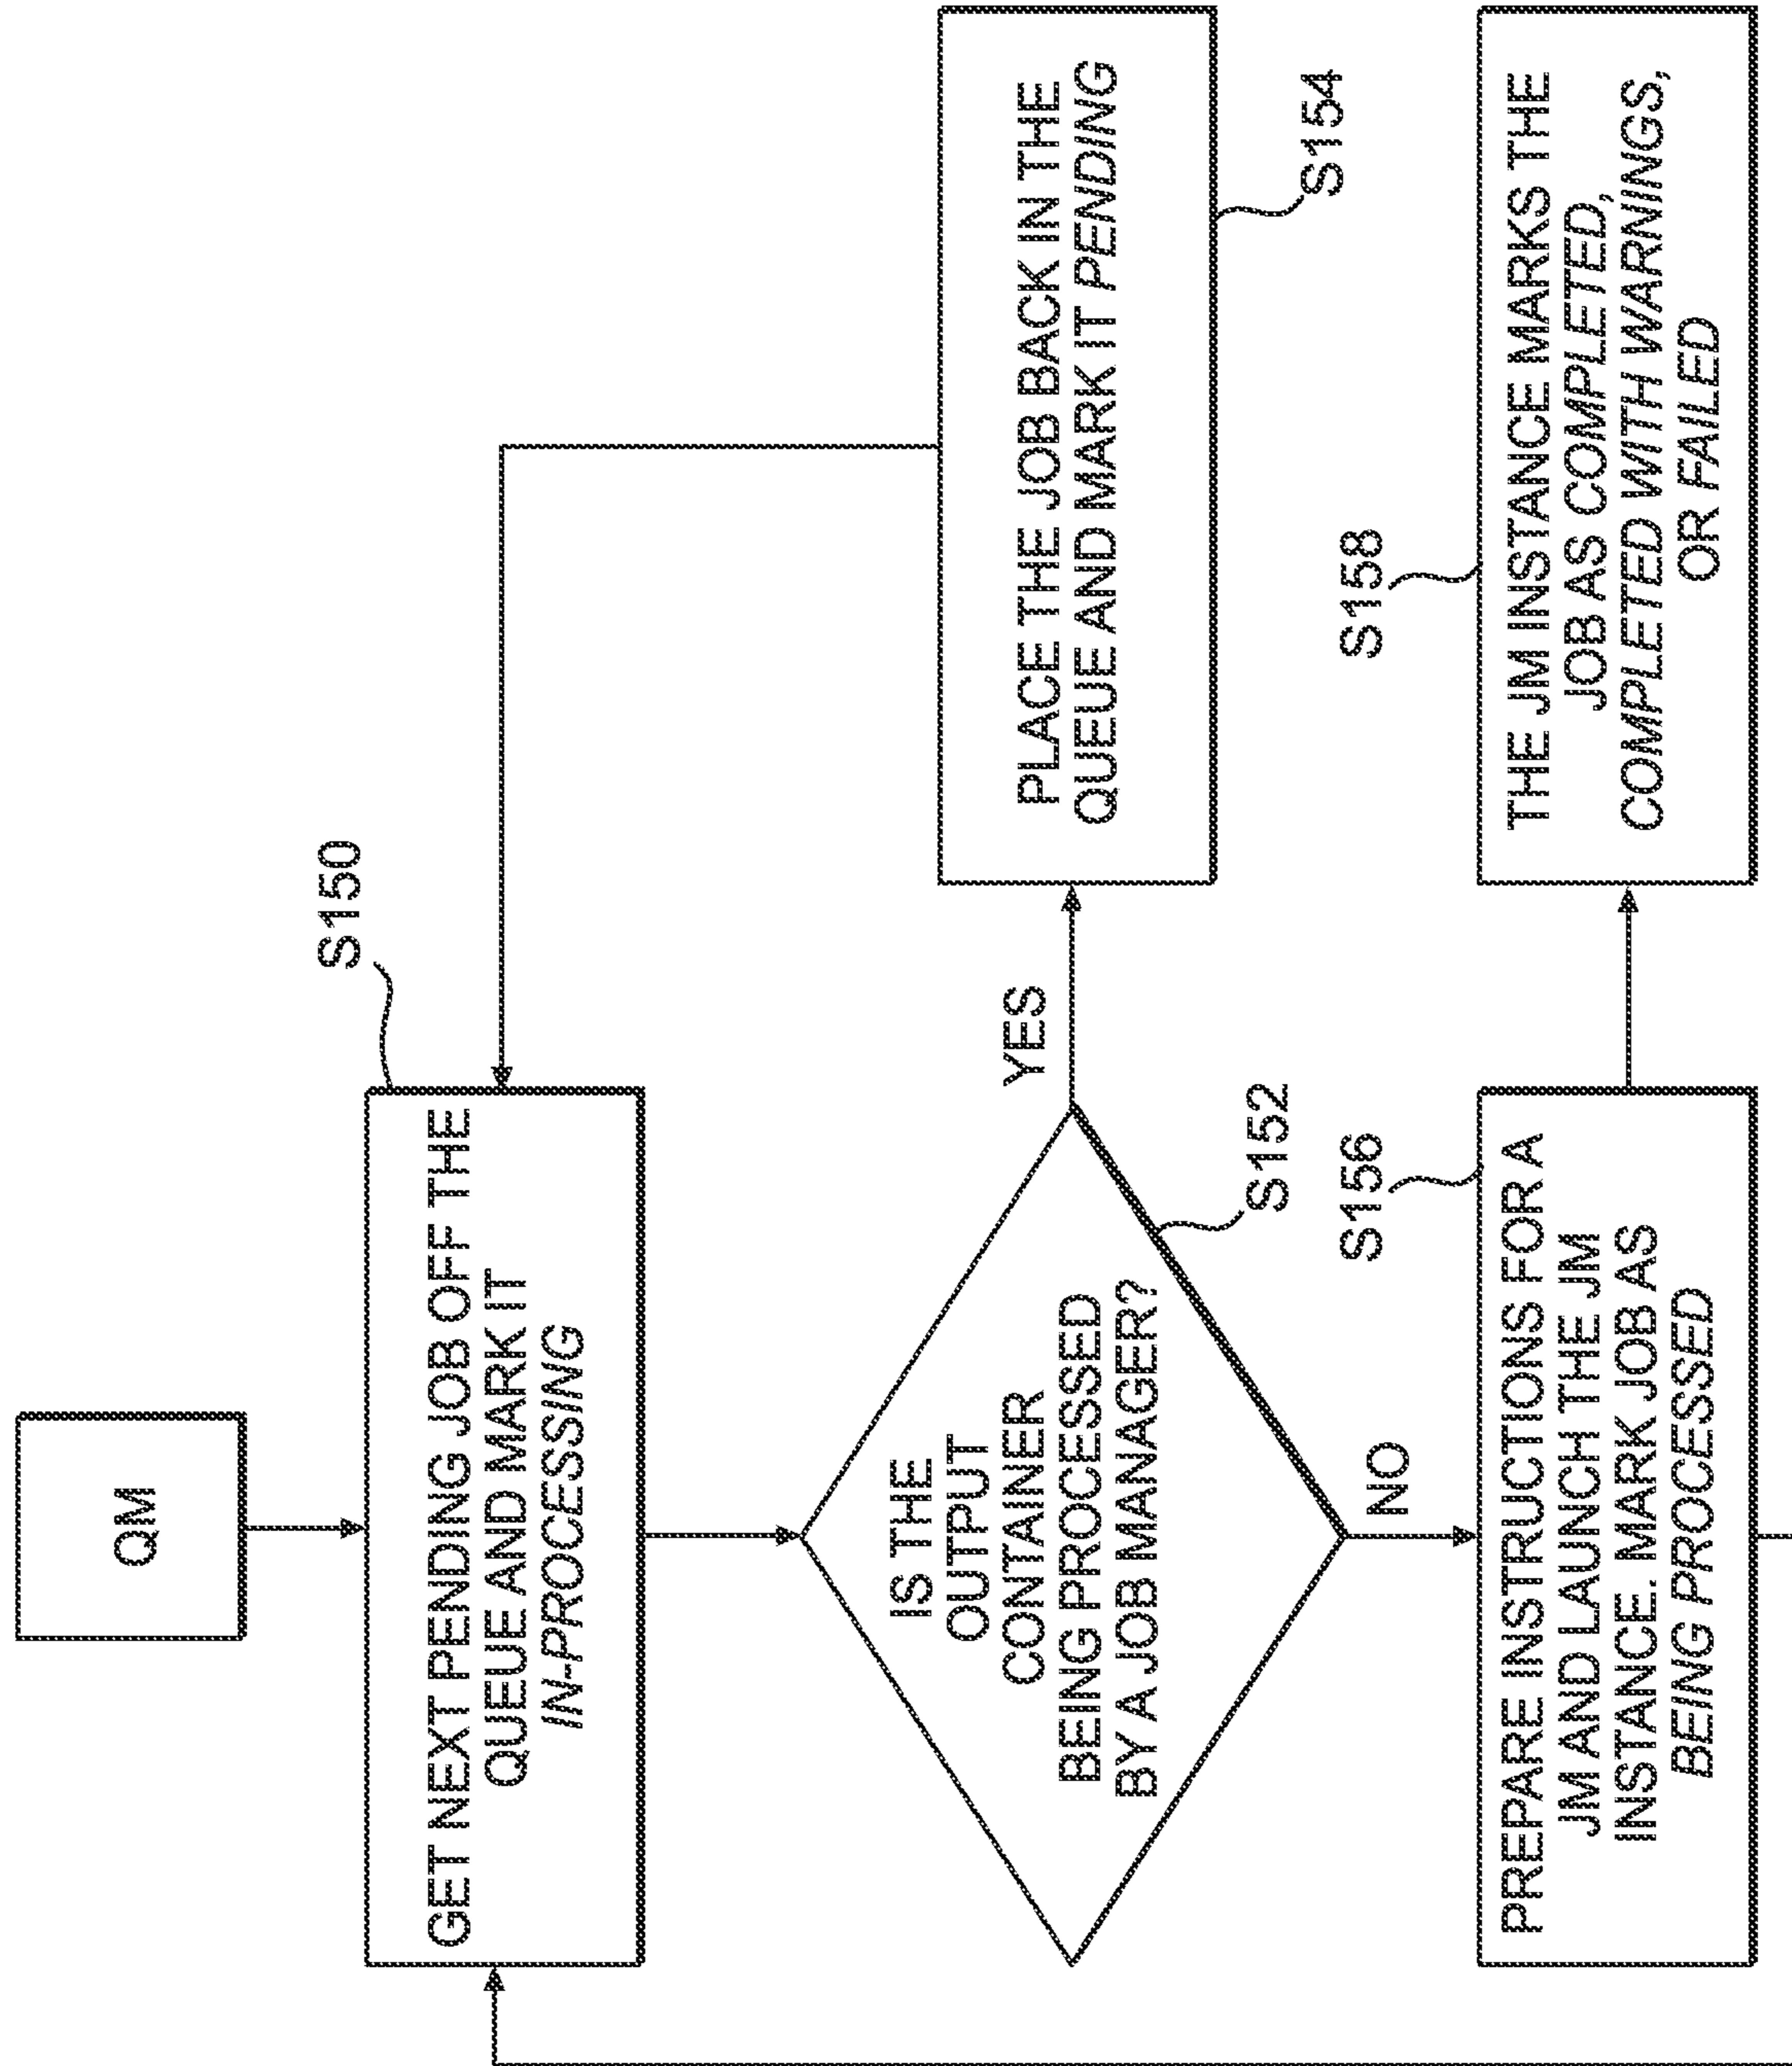 QM
S150
GET NEXT PENDING JOB OFF THE
QUEUE AND MARK IT
IN-PROCESSING
IS THE
OUTPUT
CONTAINER
BEING PROCESSED
BY A JOB MANAGER?
S152
YES
PLACE THE JOB BACK IN THE
QUEUE AND MARK IT PENDING
S154
NO
S156
PREPARE INSTRUCTIONS FOR A
JM AND LAUNCH THE JM
INSTANCE. MARK JOB AS
BEING PROCESSED
S158
THE JM INSTANCE MARKS THE
JOB AS COMPLETED,
COMPLETED WITH WARNINGS,
OR FAILED